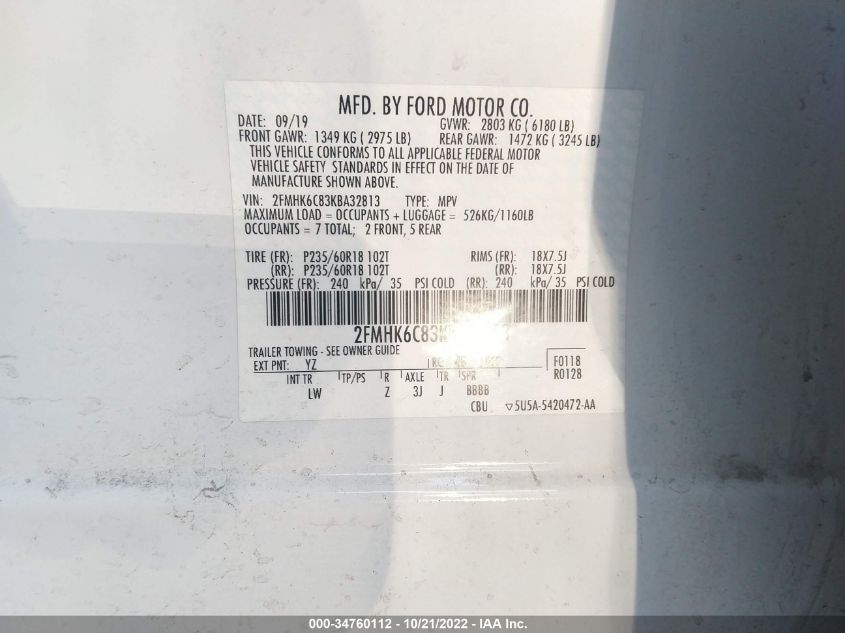 MFD. BY FORD MOTOR CO.
DATE: 09/19 GVWR: 2803 KG ( 6180 LB)
FRONT GAWR: 1349 KG ( 2975 LB) REAR GAWR: 1472 KG ( 3245 LB)
THIS VEHICLE CONFORMS TO ALL APPLICABLE FEDERAL MOTOR
VEHICLE SAFETY STANDARDS IN EFFECT ON THE DATE OF
MANUFACTURE SHOWN ABOVE.
VIN: 2FMHK6C83KBA32813 TYPE: MPV
MAXIMUM LOAD = OCCUPANTS + LUGGAGE = 526KG/1160LB
OCCUPANTS = 7 TOTAL; 2 FRONT, 5 REAR
TIRE (FR): P235/60R18 102T RIMS (FR): 18X7.5J
(RR): P235/60R18 102T (RR): 18X7.5J
PRESSURE (FR): 240 kPa/ 35 PSI COLD (RR): 240 kPa/ 35 PSI COLD
2FMHK6C83K
TRAILER TOWING - SEE OWNER GUIDE
EXT PNT: YZ RC: F0118
INT TR TP/PS R AXLE TR SPR R0128
LW Z 3J J BBBB
CBU ▽5U5A-5420472-AA
000-34760112 - 10/21/2022 - IAA Inc.